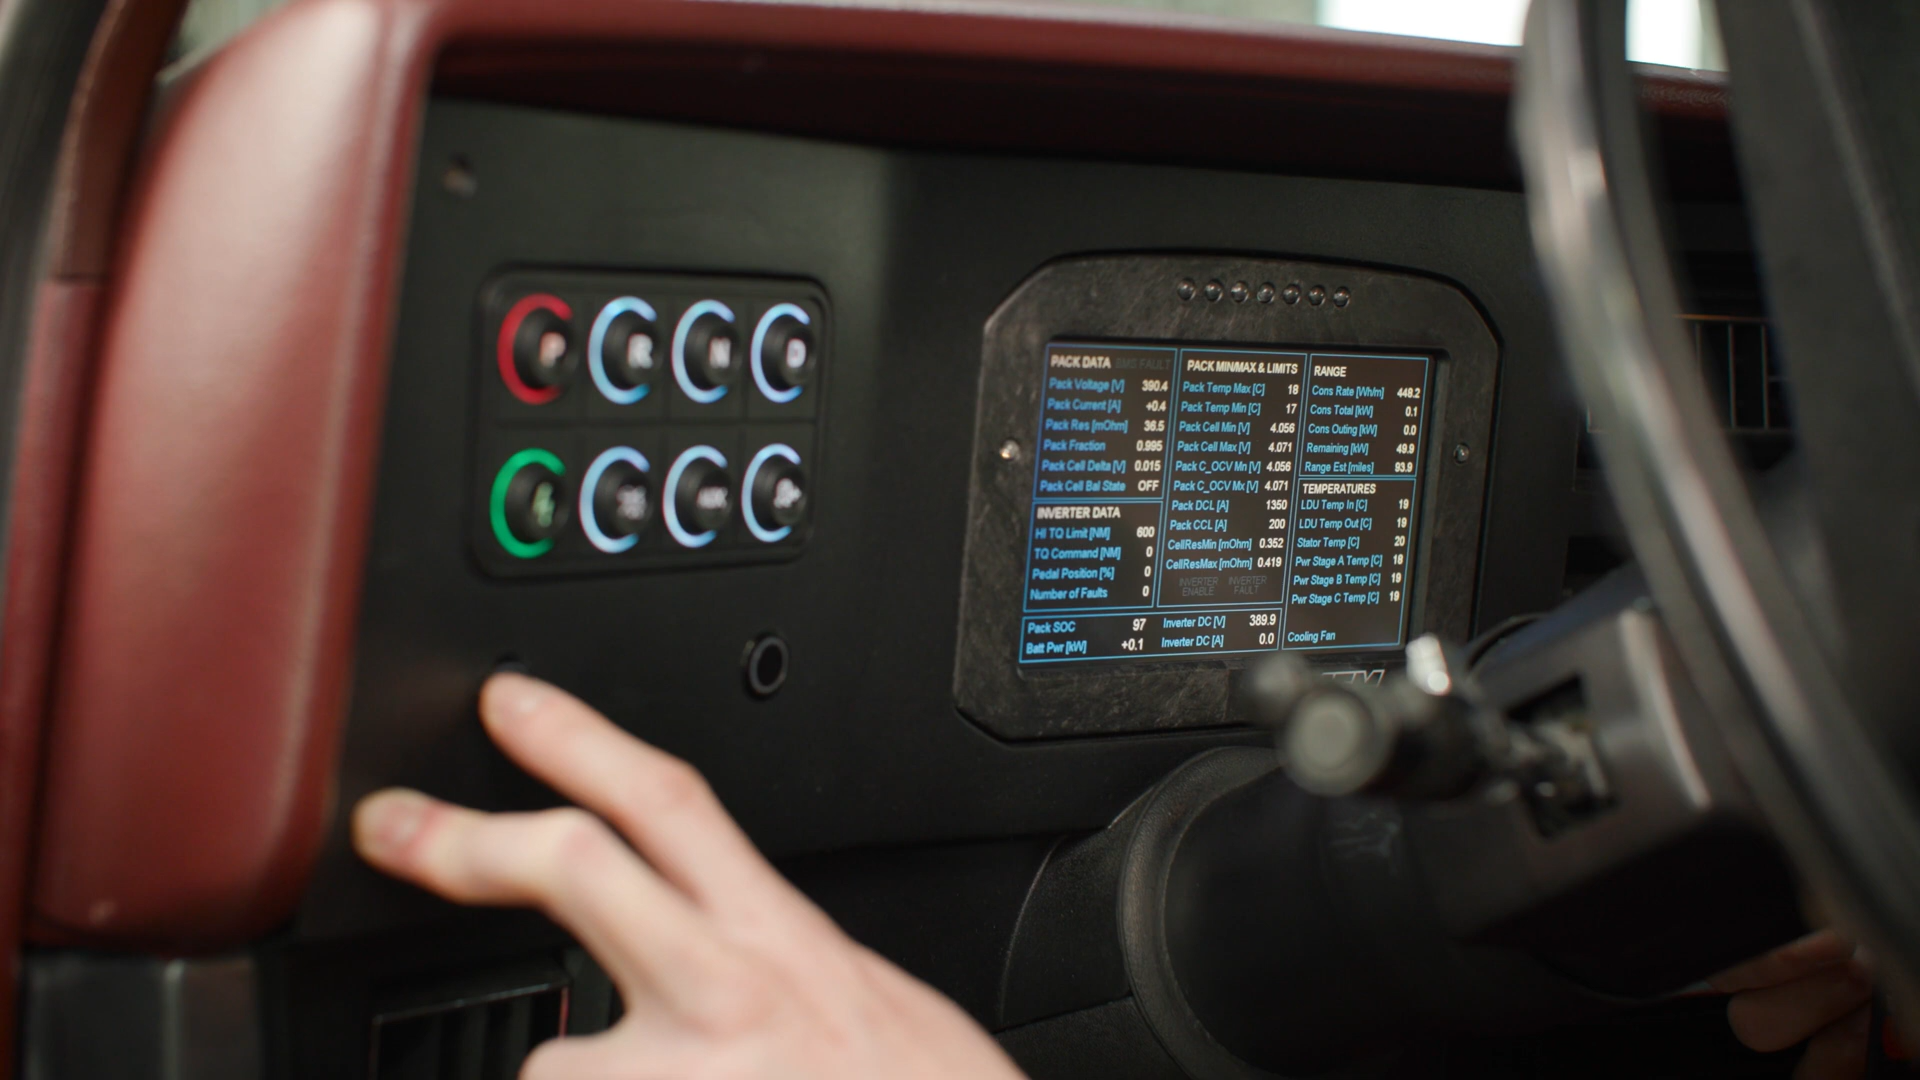 P R N D
PACK DATA BMS FAULT
Pack Voltage [V] 390.4
Pack Current [A] +0.4
Pack Res [mOhm] 36.5
Pack Fraction 0.995
Pack Cell Delta [V] 0.015
Pack Cell Bal State OFF
INVERTER DATA
HI TQ Limit [NM] 600
TQ Command [NM] 0
Pedal Position [%] 0
Number of Faults 0
PACK MIN/MAX & LIMITS
Pack Temp Max [C] 18
Pack Temp Min [C] 17
Pack Cell Min [V] 4.056
Pack Cell Max [V] 4.071
Pack C_OCV Mn [V] 4.056
Pack C_OCV Mx [V] 4.071
Pack DCL [A] 1350
Pack CCL [A] 200
CellResMin [mOhm] 0.352
CellResMax [mOhm] 0.419
INVERTER ENABLE
INVERTER FAULT
RANGE
Cons Rate [Wh/m] 448.2
Cons Total [kW] 0.1
Cons Outing [kW] 0.0
Remaining [kW] 49.9
Range Est [miles] 93.9
TEMPERATURES
LDU Temp In [C] 19
LDU Temp Out [C] 19
Stator Temp [C] 20
Pwr Stage A Temp [C] 18
Pwr Stage B Temp [C] 19
Pwr Stage C Temp [C] 19
Cooling Fan
Pack SOC 97
Batt Pwr [kW] +0.1
Inverter DC [V] 389.9
Inverter DC [A] 0.0